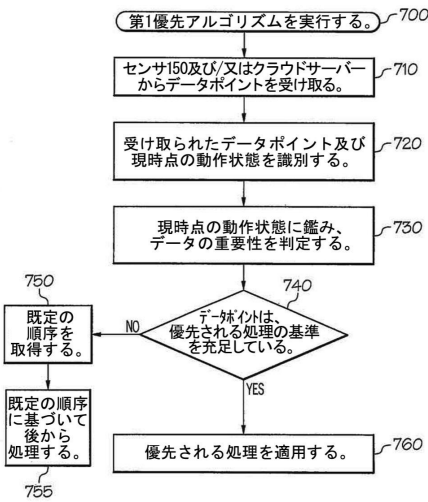 第1優先アルゴリズムを実行する。
700
センサ150及び/又はクラウドサーバー
からデータポイントを受け取る。
710
受け取られたデータポイント及び
現時点の動作状態を識別する。
720
現時点の動作状態に鑑み、
データの重要性を判定する。
730
740
データポイントは、
優先される処理の基準
を充足している。
NO
YES
750
既定の
順序を
取得する。
既定の順序
に基づいて
後から
処理する。
755
優先される処理を適用する。
760